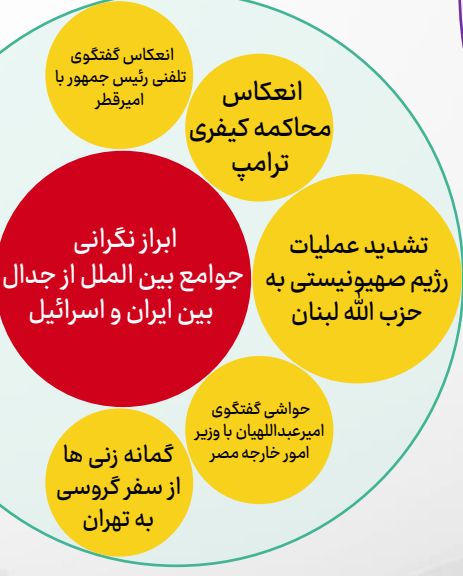 انعکاس گفتگوی
تلفنی رئیس جمهور با
امیرقطر
انعکاس
محاکمه کیفری
ترامپ
ابراز نگرانی
جوامع بین الملل از جدال
بین ایران و اسرائیل
تشدید عملیات
رژیم صهیونیستی به
حزب الله لبنان
حواشی گفتگوی
امیرعبداللهیان با وزیر
امور خارجه مصر
گمانه زنی ها
از سفر گروسی
به تهران